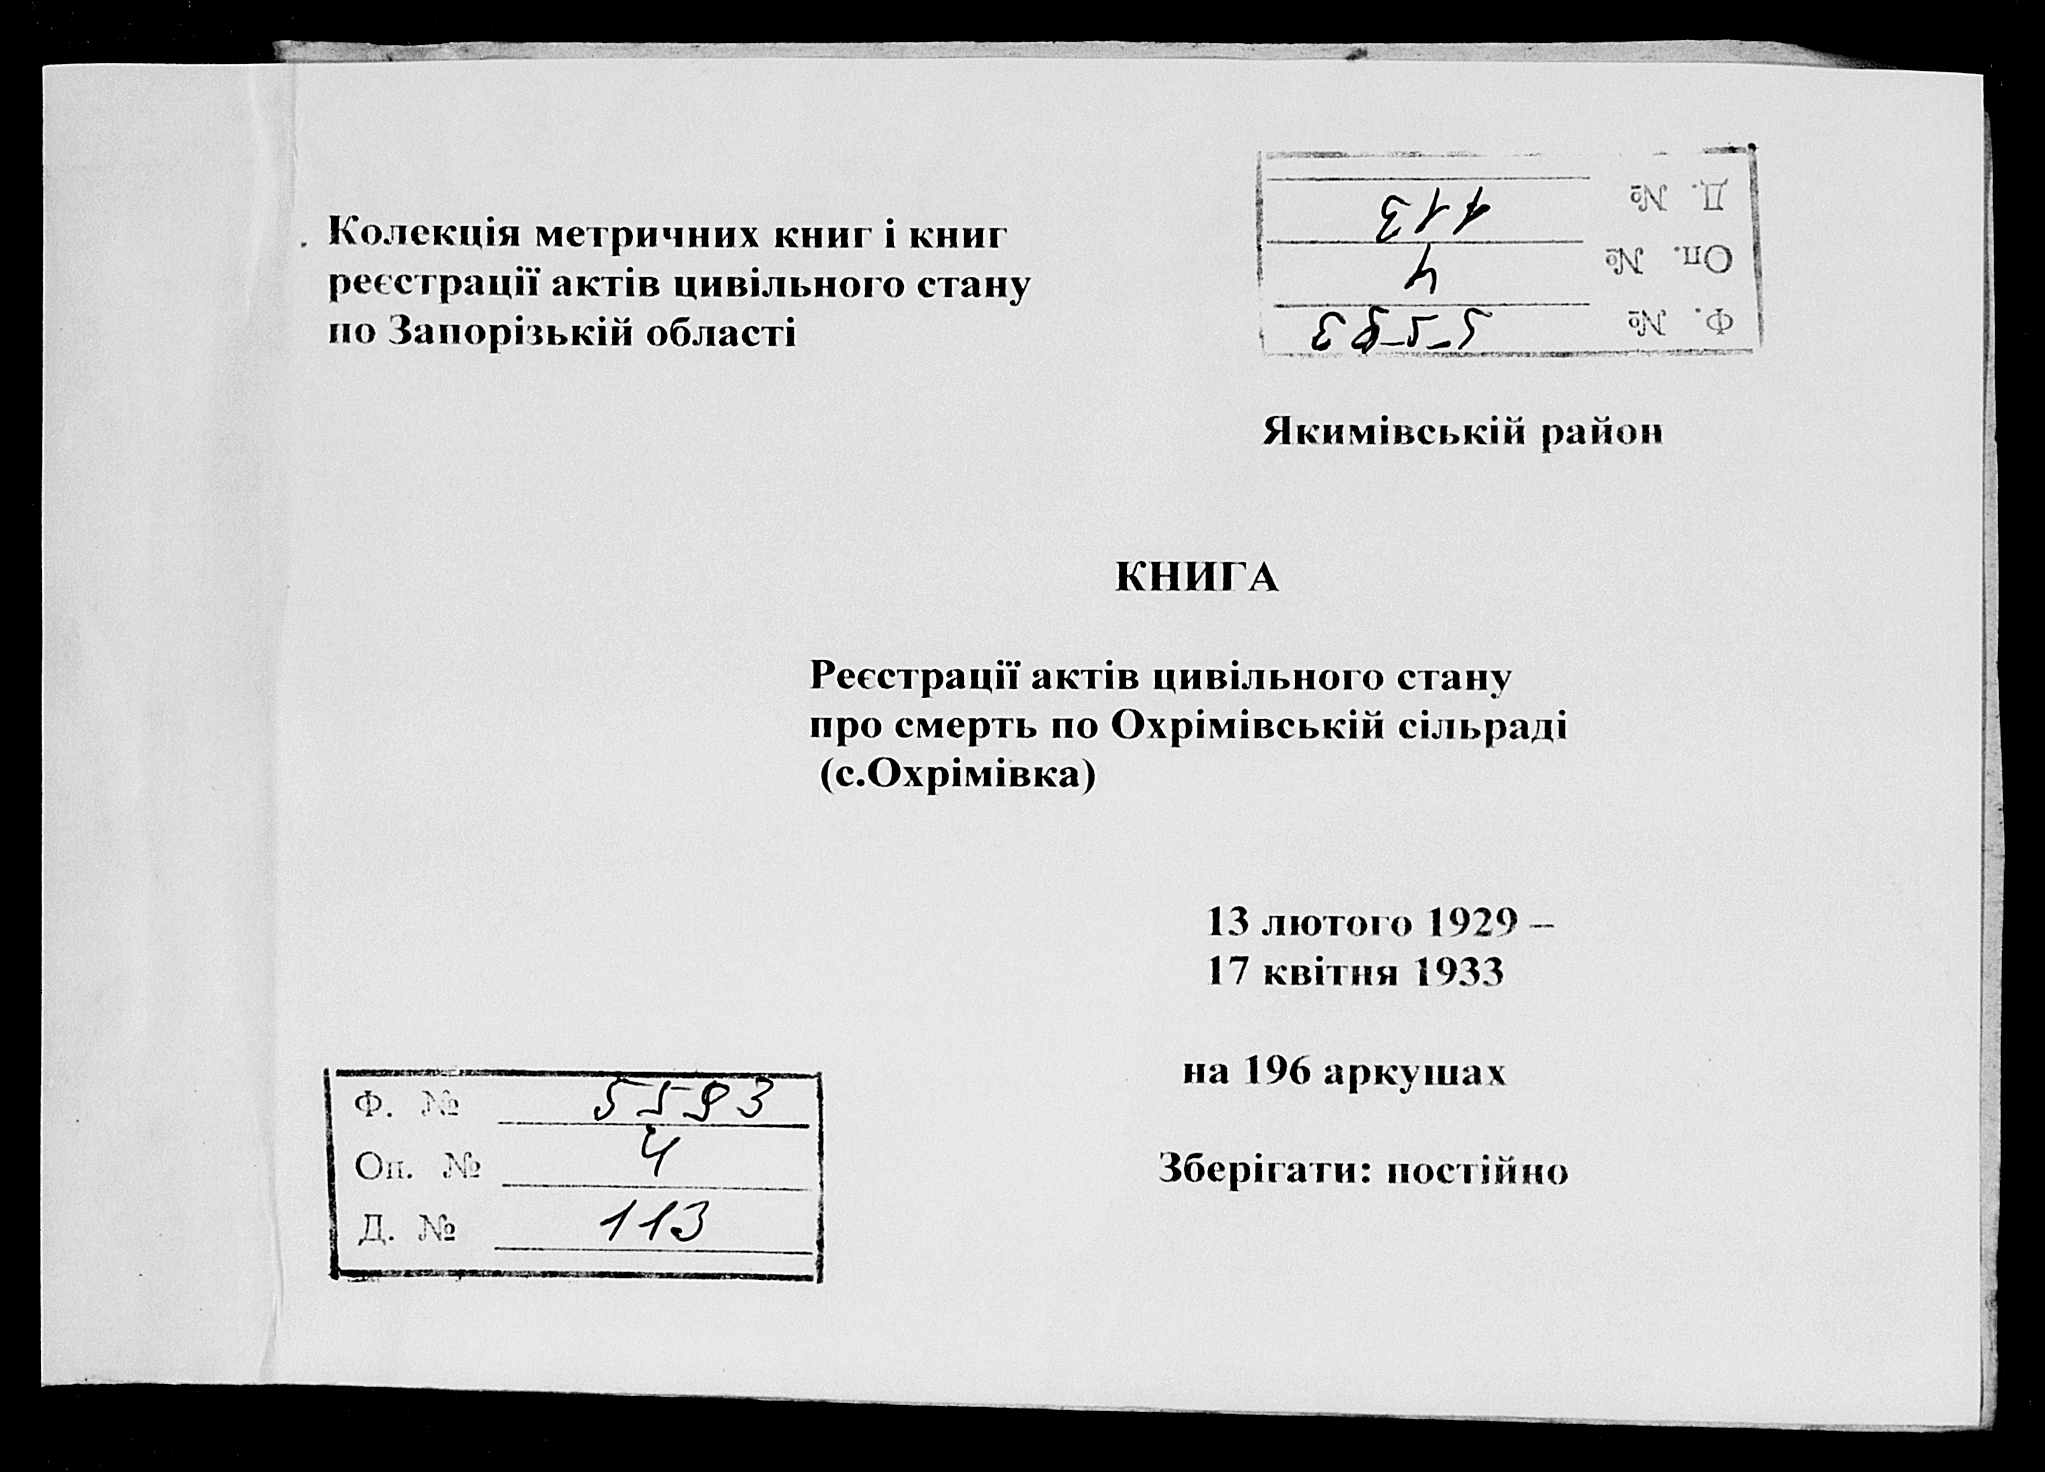 Колекція метричних книг і книг
реєстрації актів цивільного стану
по Запорізькій області
Д. № 113
Оп. № 4
Ф. № 5593
Якимівській район
КНИГА
Реєстрації актів цивільного стану
про смерть по Охрімівській сільраді
(с.Охрімівка)
13 лютого 1929 –
17 квітня 1933
на 196 аркушах
Зберігати: постійно
Ф. № 5593
Оп. № 4
Д. № 113